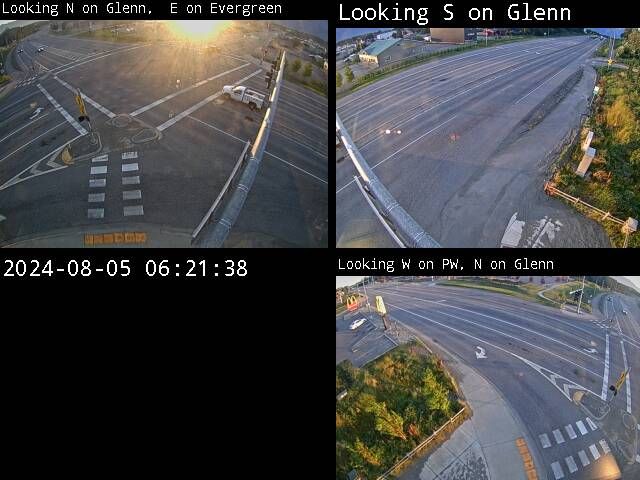 Looking N on Glenn,  E on Evergreen
Looking S on Glenn
2024-08-05 06:21:38
Looking W on PW, N on Glenn